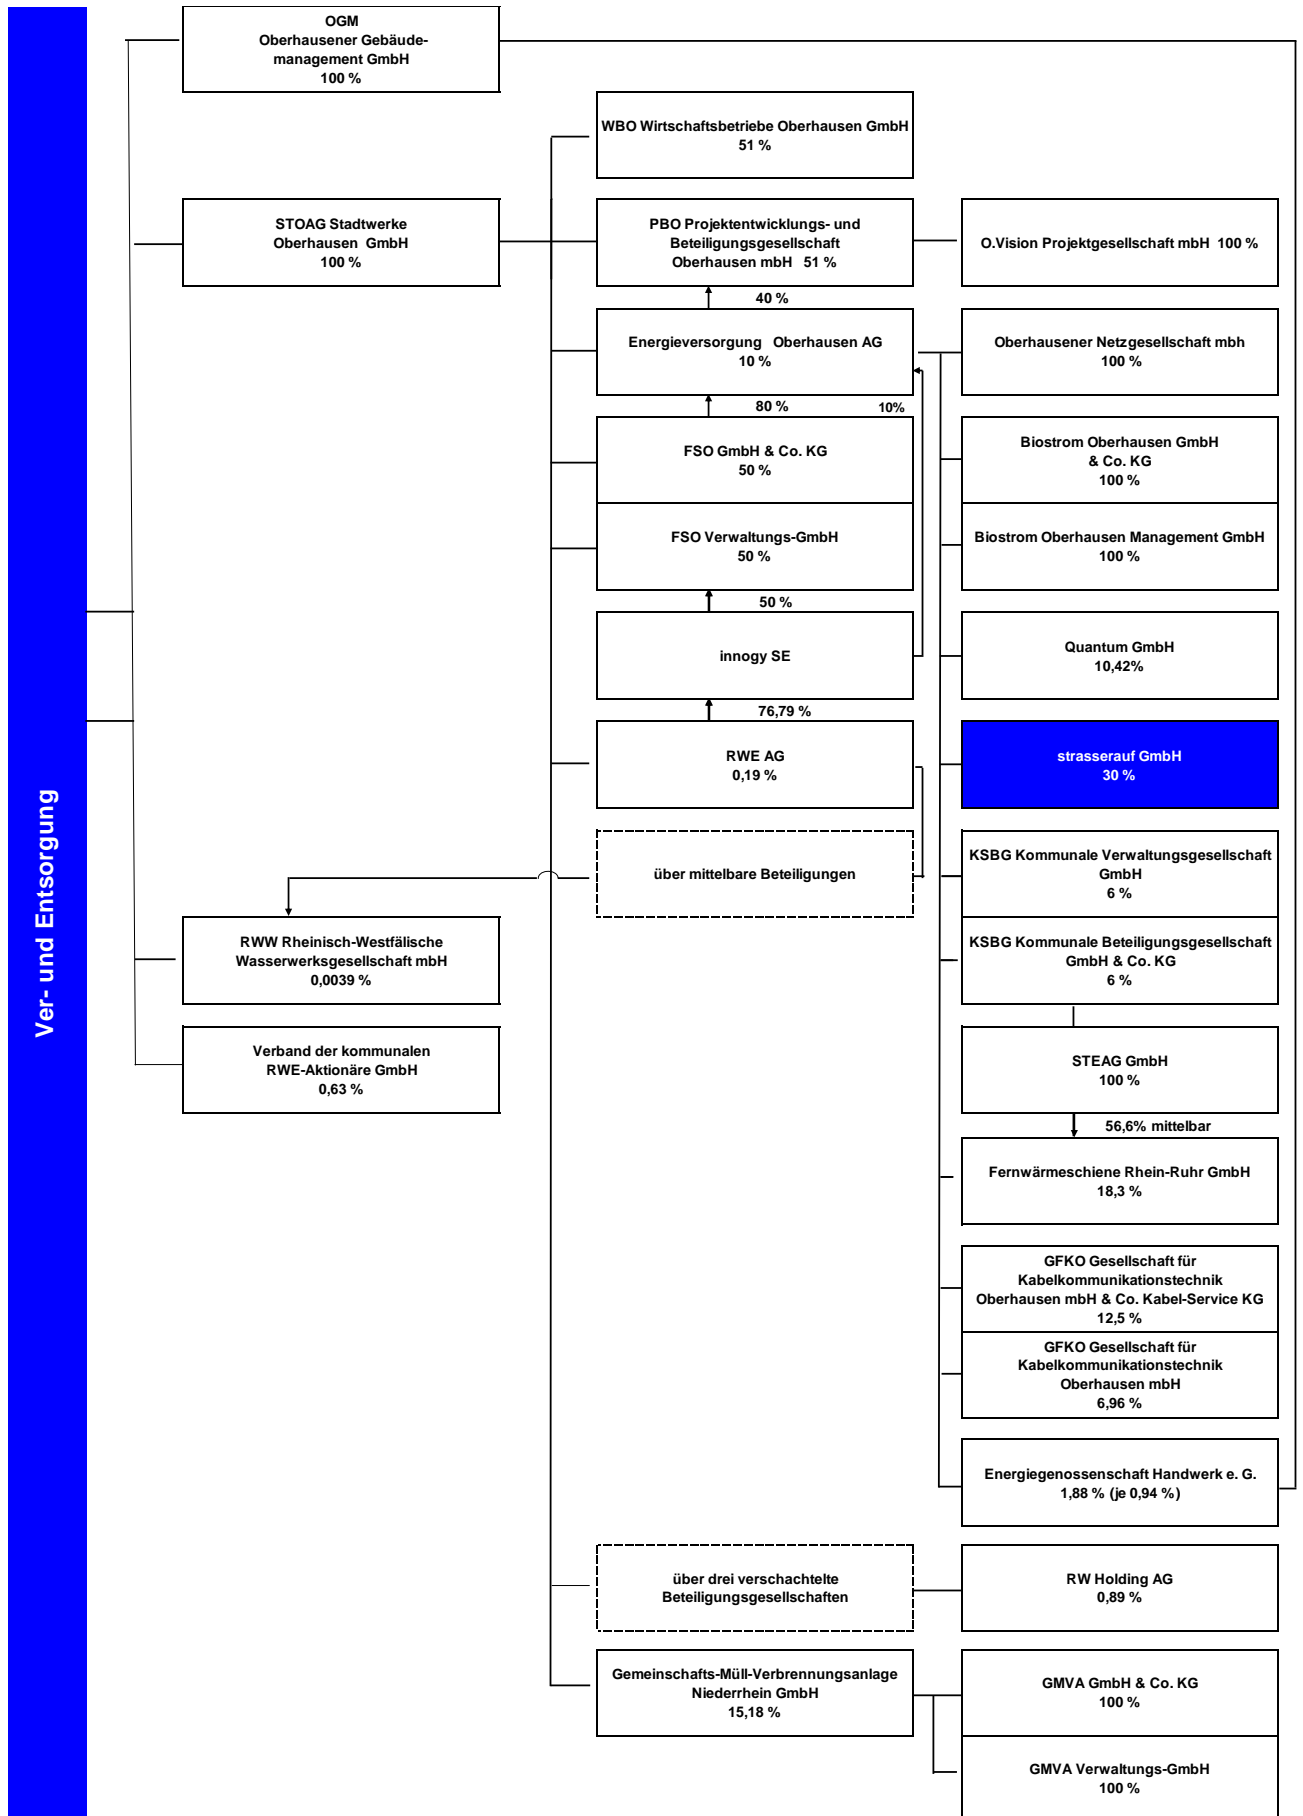 Ver- und Entsorgung
OGM
Oberhausener Gebäude-
management GmbH
100 %
WBO Wirtschaftsbetriebe Oberhausen GmbH
51 %
STOAG Stadtwerke
Oberhausen GmbH
100 %
PBO Projektentwicklungs- und
Beteiligungsgesellschaft
Oberhausen mbH 51 %
O.Vision Projektgesellschaft mbH 100 %
40 %
Energieversorgung Oberhausen AG
10 %
Oberhausener Netzgesellschaft mbh
100 %
80 %
10%
FSO GmbH & Co. KG
50 %
Biostrom Oberhausen GmbH
& Co. KG
100 %
FSO Verwaltungs-GmbH
50 %
Biostrom Oberhausen Management GmbH
100 %
50 %
innogy SE
Quantum GmbH
10,42%
76,79 %
RWE AG
0,19 %
strasserauf GmbH
30 %
über mittelbare Beteiligungen
KSBG Kommunale Verwaltungsgesellschaft
GmbH
6 %
RWW Rheinisch-Westfälische
Wasserwerksgesellschaft mbH
0,0039 %
KSBG Kommunale Beteiligungsgesellschaft
GmbH & Co. KG
6 %
Verband der kommunalen
RWE-Aktionäre GmbH
0,63 %
STEAG GmbH
100 %
56,6% mittelbar
Fernwärmeschiene Rhein-Ruhr GmbH
18,3 %
GFKO Gesellschaft für
Kabelkommunikationstechnik
Oberhausen mbH & Co. Kabel-Service KG
12,5 %
GFKO Gesellschaft für
Kabelkommunikationstechnik
Oberhausen mbH
6,96 %
Energiegenossenschaft Handwerk e. G.
1,88 % (je 0,94 %)
über drei verschachtelte
Beteiligungsgesellschaften
RW Holding AG
0,89 %
Gemeinschafts-Müll-Verbrennungsanlage
Niederrhein GmbH
15,18 %
GMVA GmbH & Co. KG
100 %
GMVA Verwaltungs-GmbH
100 %